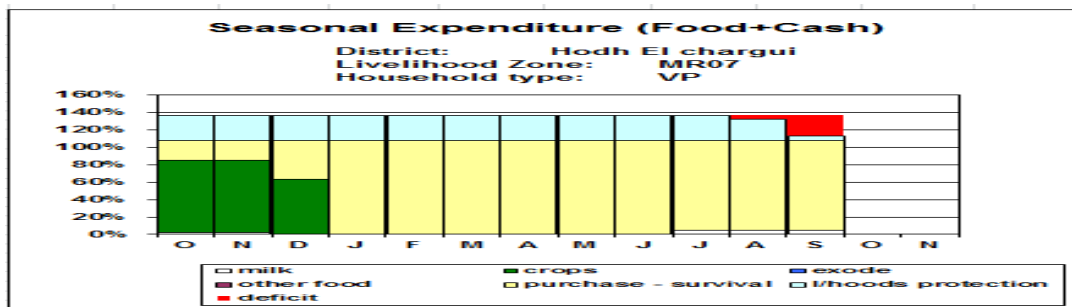 Seasonal Expenditure (Food+Cash)
District: Hodh El chargui
Livelihood Zone: MR07
Household type: VP
160%
140%
120%
100%
80%
60%
40%
20%
0%
O N D J F M A M J J A S O N
milk crops exode
other food purchase - survival l/hoods protection
deficit